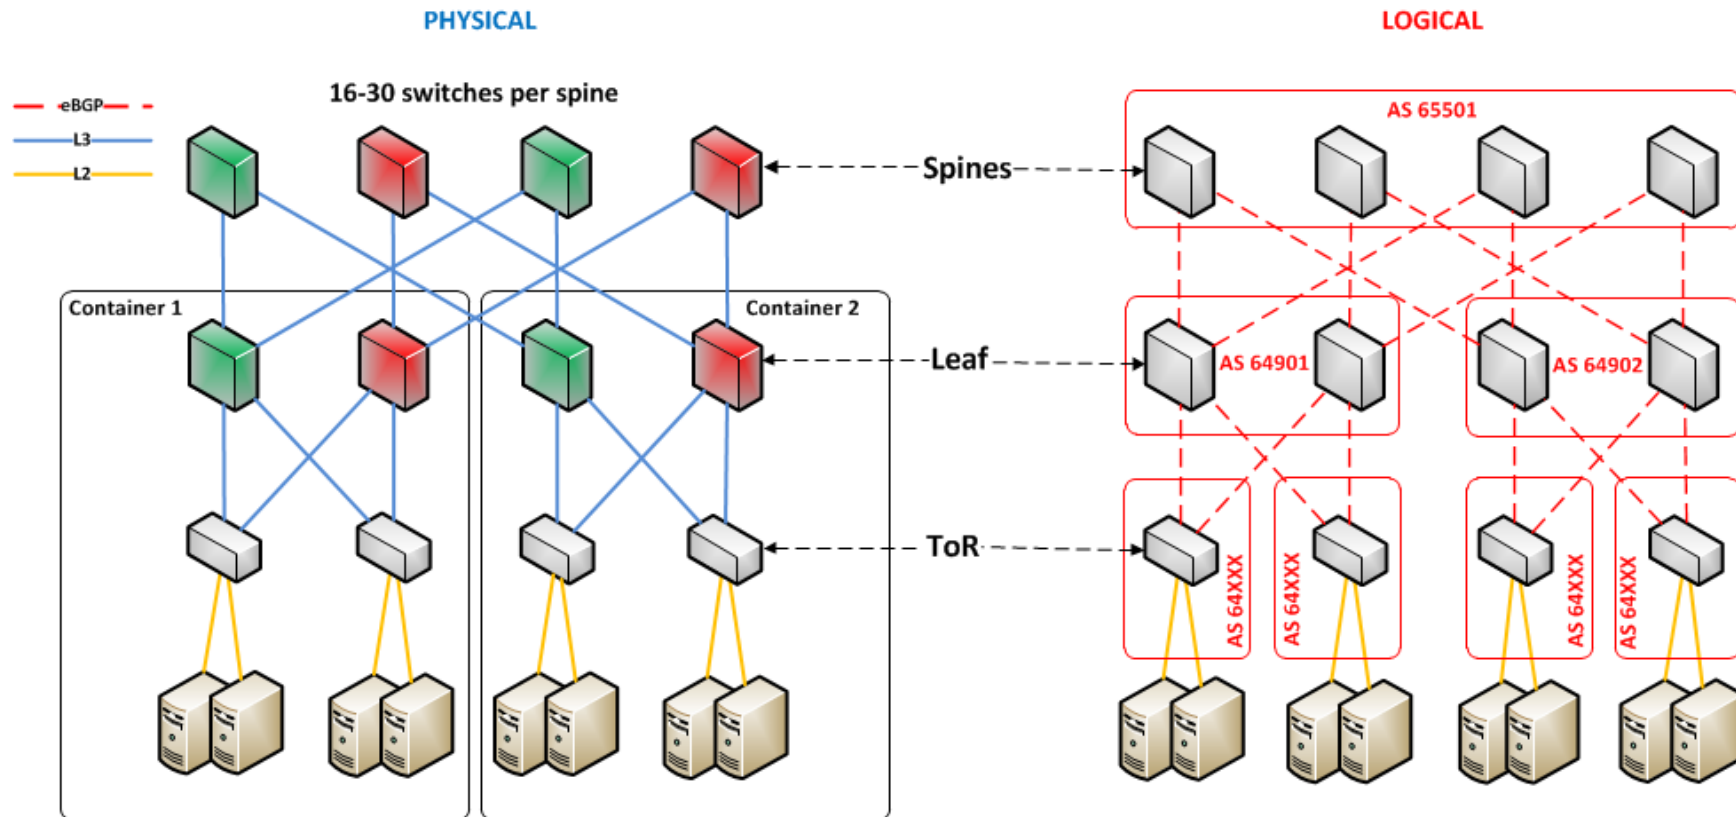 PHYSICAL
LOGICAL
16-30 switches per spine
eBGP
L3
L2
AS 65501
Spines
Container 1
Container 2
Leaf
AS 64901
AS 64902
ToR
AS 64XXX
AS 64XXX
AS 64XXX
AS 64XXX